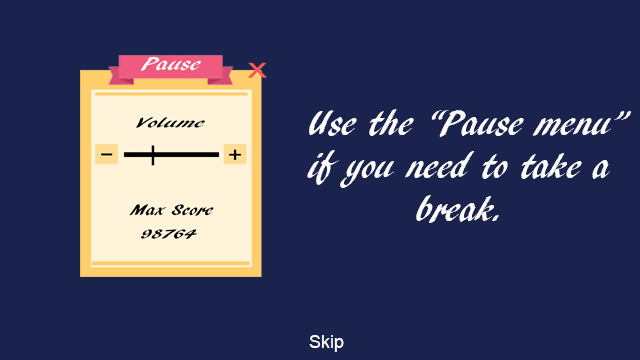 Pause
Volume
Max Score
98764
Use the “Pause menu”
if you need to take a
break.
Skip